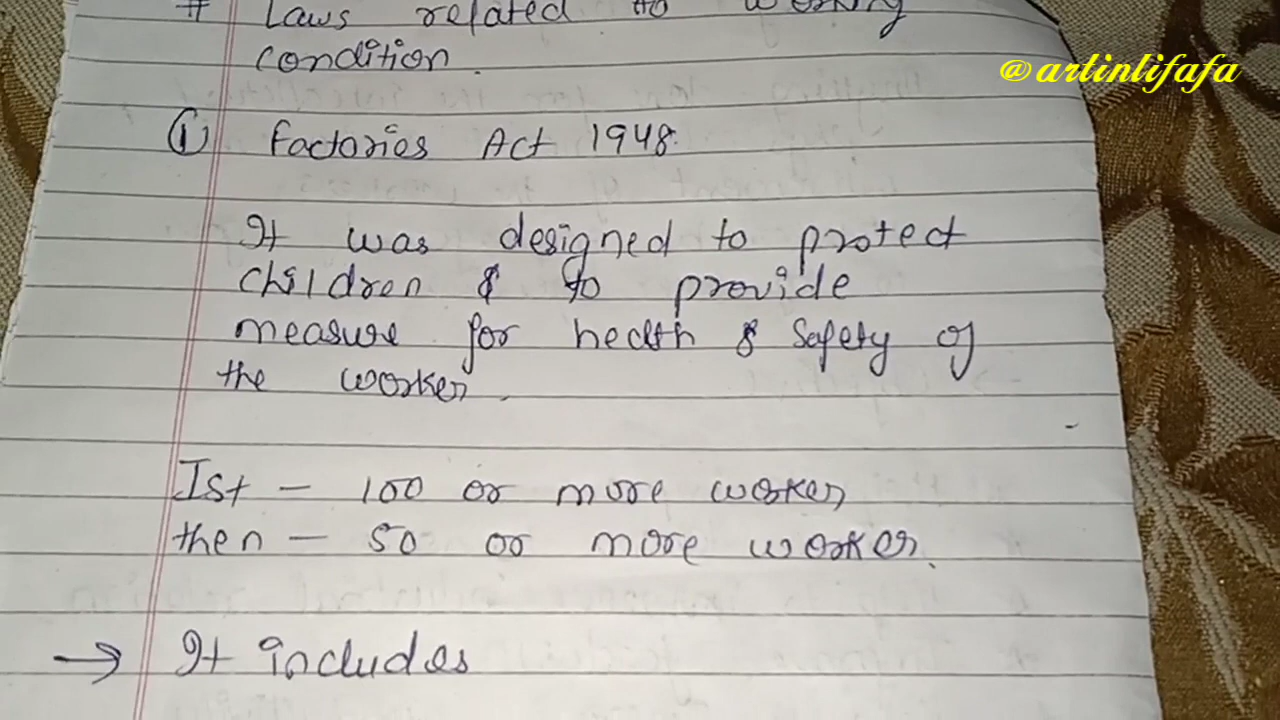 # Laws related to working
condition.
@artinlifafa
① Factories Act 1948.
It was designed to protect
children & to provide
measure for health & Safety of
the worker.
Ist - 100 or more worker
then - 50 or more worker.
→ It includes